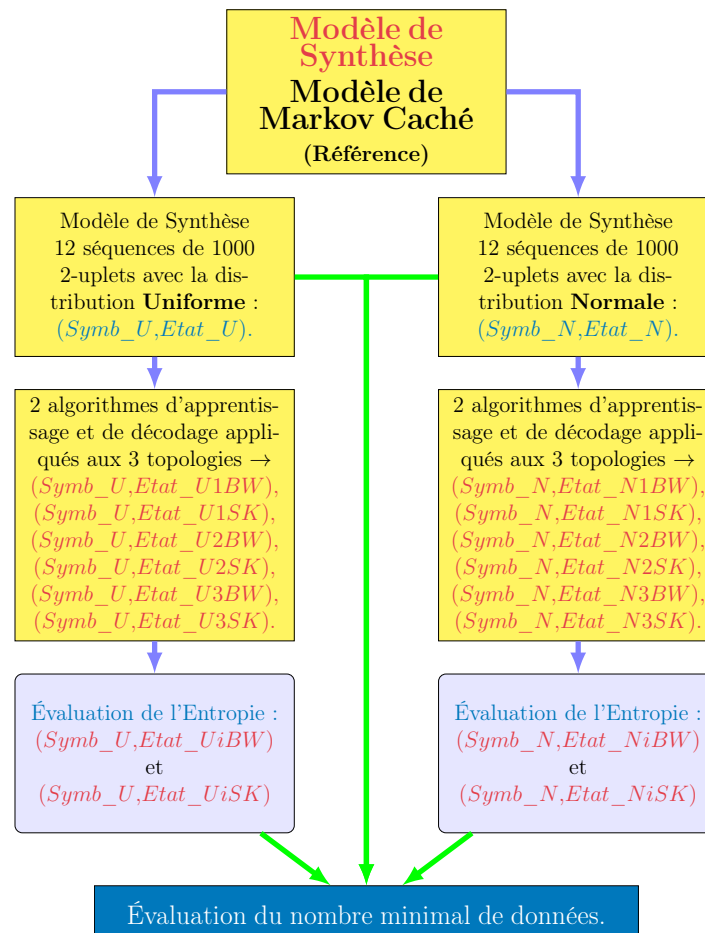 Modèle de
Synthèse
Modèle de
Markov Caché
(Référence)
Modèle de Synthèse
12 séquences de 1000
2-uplets avec la dis-
tribution Uniforme :
(Symb_U,Etat_U).
Modèle de Synthèse
12 séquences de 1000
2-uplets avec la dis-
tribution Normale :
(Symb_N,Etat_N).
2 algorithmes d'apprentis-
sage et de décodage appli-
qués aux 3 topologies →
(Symb_U,Etat_U1BW),
(Symb_U,Etat_U1SK),
(Symb_U,Etat_U2BW),
(Symb_U,Etat_U2SK),
(Symb_U,Etat_U3BW),
(Symb_U,Etat_U3SK).
2 algorithmes d'apprentis-
sage et de décodage appli-
qués aux 3 topologies →
(Symb_N,Etat_N1BW),
(Symb_N,Etat_N1SK),
(Symb_N,Etat_N2BW),
(Symb_N,Etat_N2SK),
(Symb_N,Etat_N3BW),
(Symb_N,Etat_N3SK).
Évaluation de l'Entropie :
(Symb_U,Etat_UiBW)
et
(Symb_U,Etat_UiSK)
Évaluation de l'Entropie :
(Symb_N,Etat_NiBW)
et
(Symb_N,Etat_NiSK)
Évaluation du nombre minimal de données.